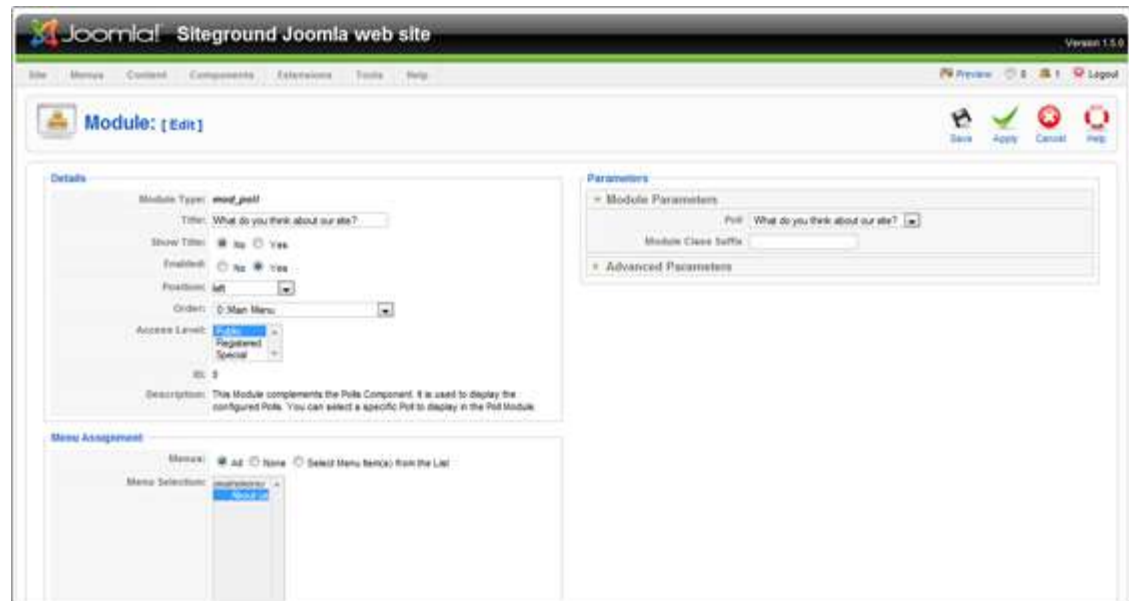 Joomla! Siteground Joomla web site
Version 1.5.0
Site Menus Content Components Extensions Tools Help Preview 0 1 Logout
Module: [Edit]
Save Apply Cancel Help
Details
Module Type: mod_poll
Title: What do you think about our site?
Show Title: No Yes
Enabled: No Yes
Position: left
Order: 0::Main Menu
Access Level: Public
Registered
Special
ID:
Description: This Module complements the Polls Component. It is used to display the
configured Polls. You can select a specific Poll to display in the Poll Module.
Menu Assignment
Menus: All None Select Menu Item(s) from the List
Menu Selection:
About us
Parameters
Module Parameters
Poll What do you think about our site?
Module Class Suffix
Advanced Parameters